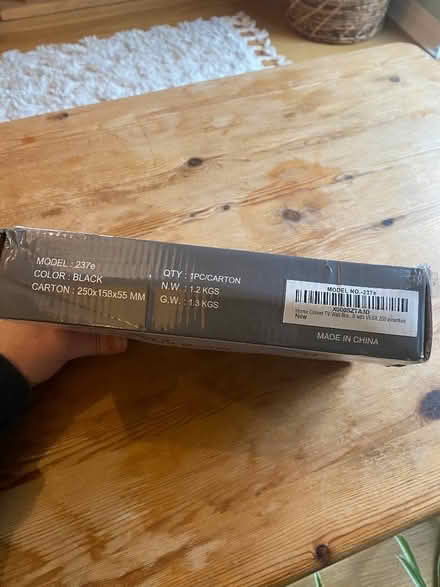 MODEL : 237e
COLOR : BLACK
CARTON : 250x158x55 MM
QTY : 1PC/CARTON
N.W. : 1.2 KGS
G.W. : 1.3 KGS
MODEL NO.-237e
New
MADE IN CHINA